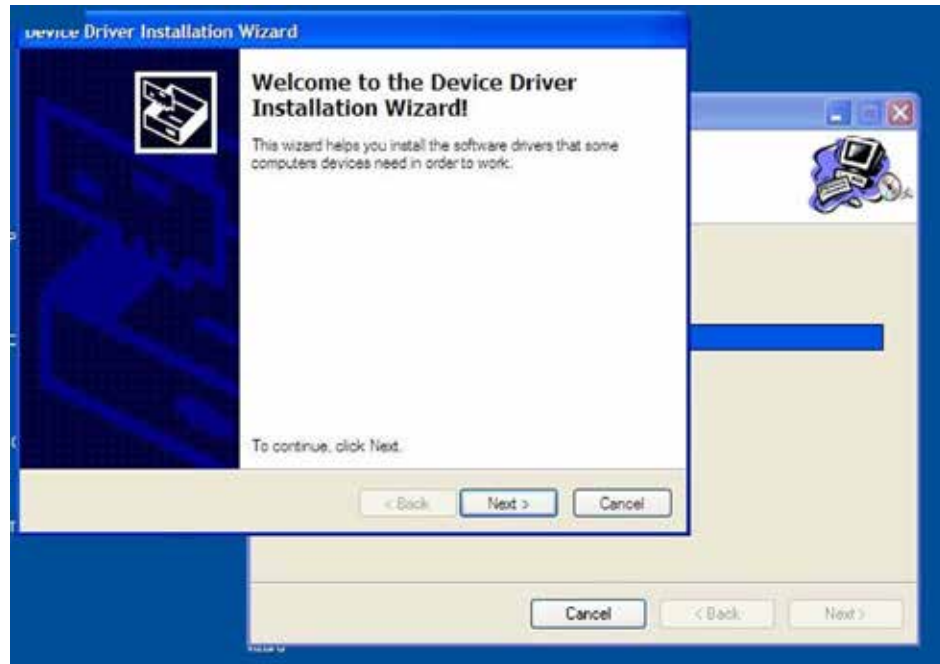 Device Driver Installation Wizard
Welcome to the Device Driver
Installation Wizard!
This wizard helps you install the software drivers that some
computers devices need in order to work.
To continue, click Next.
< Back
Next >
Cancel
Cancel
< Back
Next >